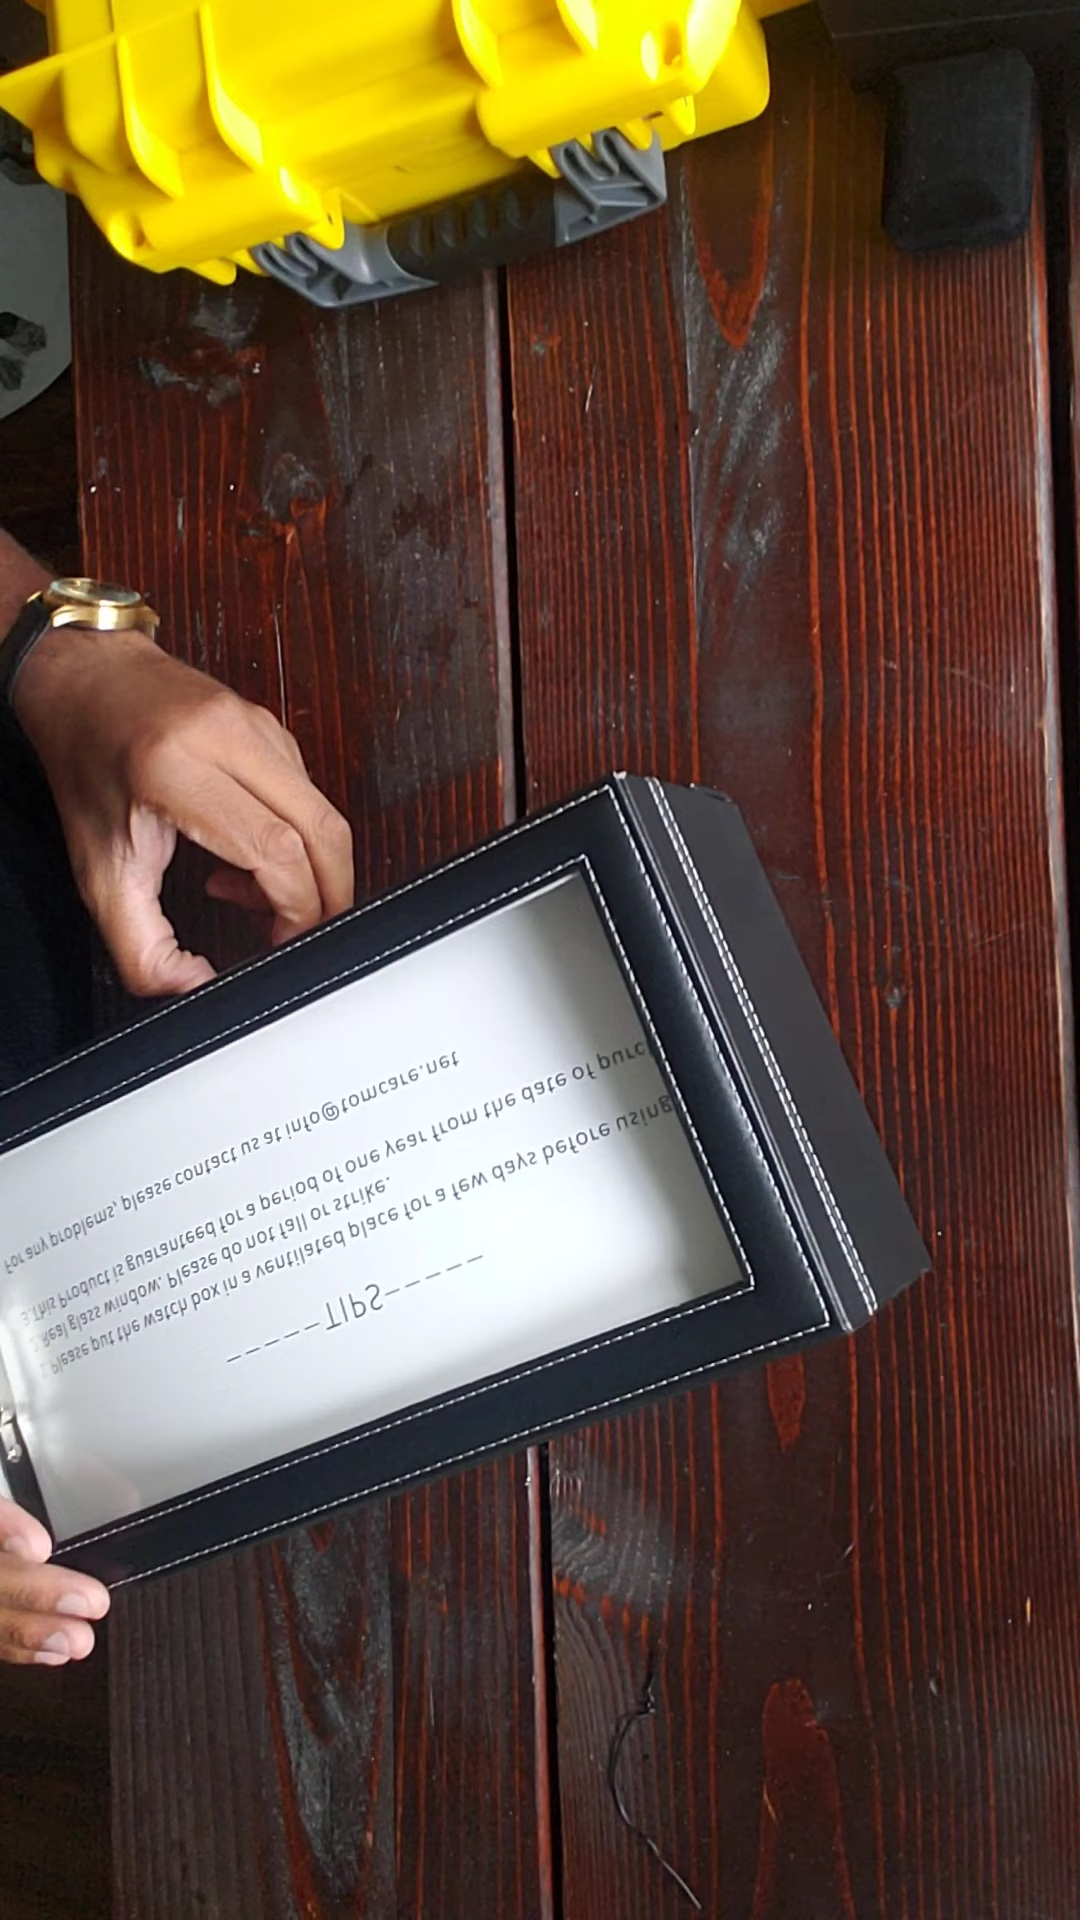 -----TIPS-----
1. Please put the watch box in a ventilated place for a few days before using
2. Real glass window. Please do not fall or strike.
3. This Product is guaranteed for a period of one year from the date of purc
For any problems, please contact us at info@tomcare.net